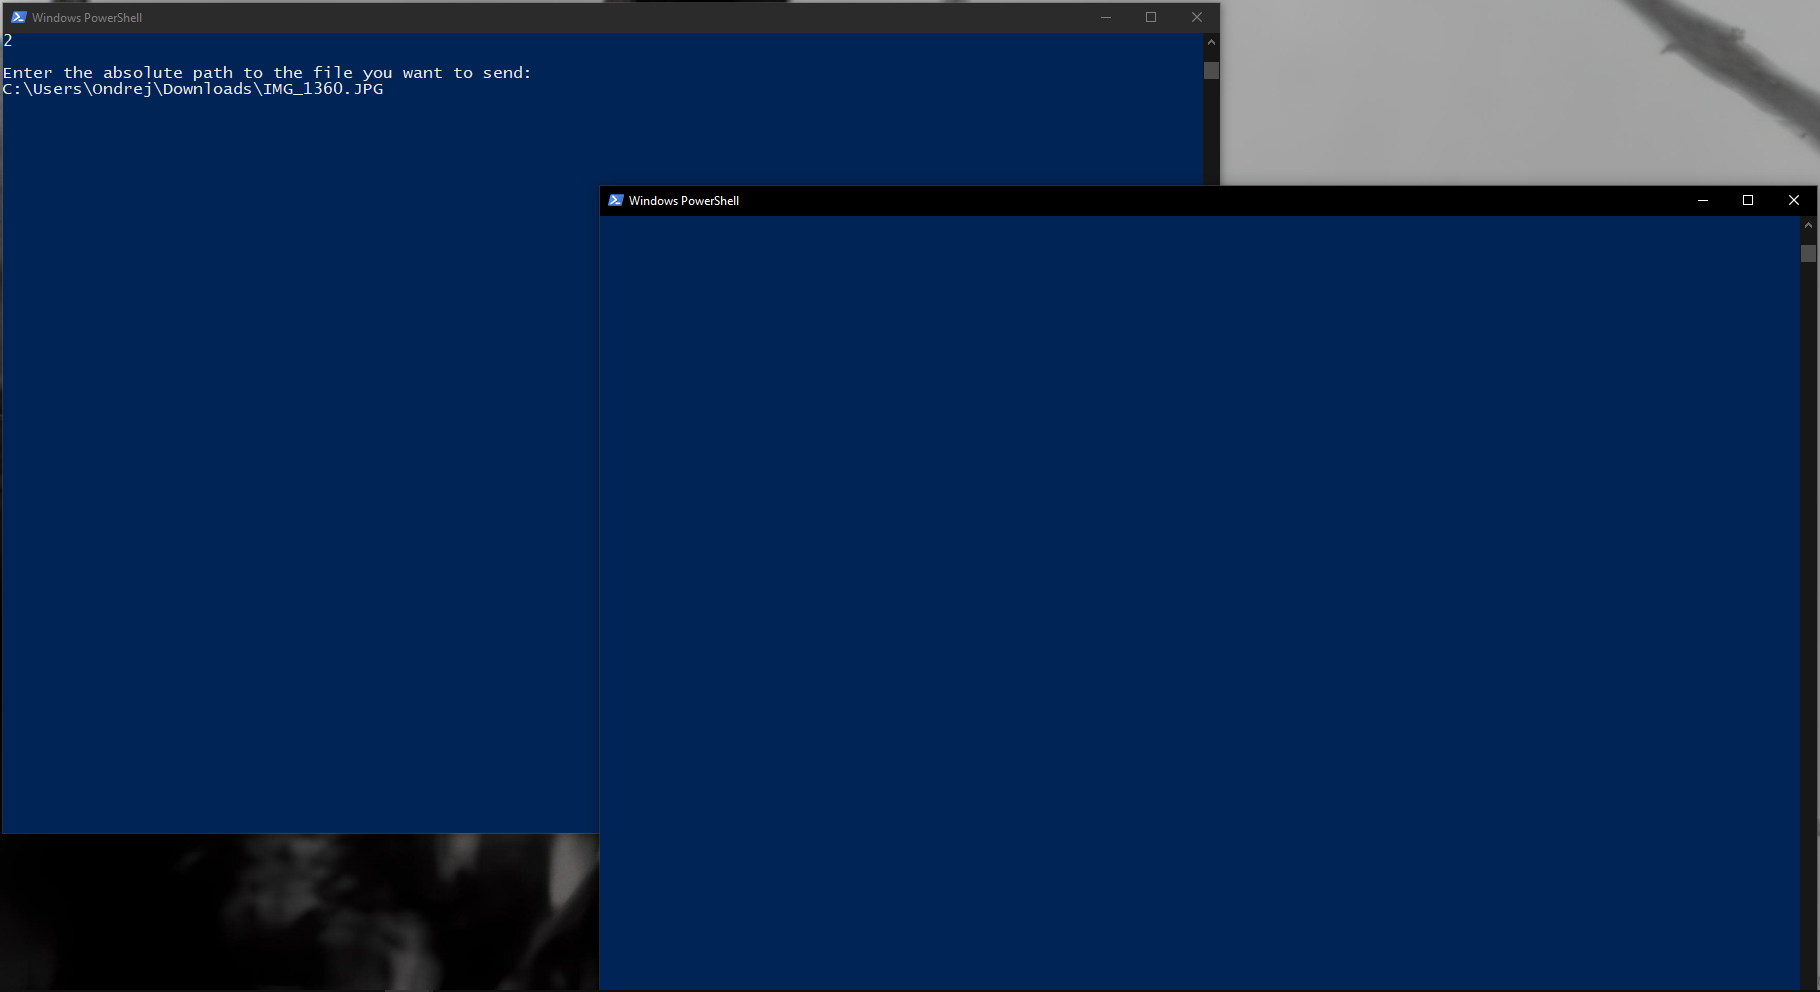 Windows PowerShell
2
Enter the absolute path to the file you want to send:
C:\Users\Ondrej\Downloads\IMG_1360.JPG
Windows PowerShell